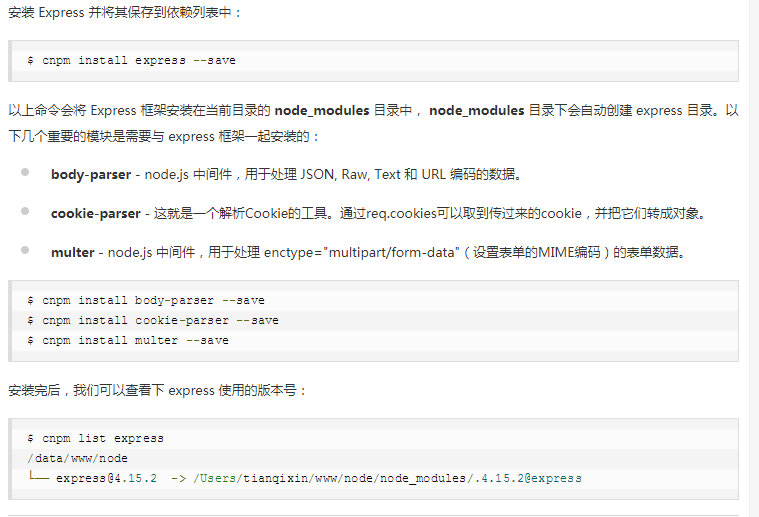 安装 Express 并将其保存到依赖列表中：
$ cnpm install express --save
以上命令会将 Express 框架安装在当前目录的 node_modules 目录中， node_modules 目录下会自动创建 express 目录。以
下几个重要的模块是需要与 express 框架一起安装的：
body-parser - node.js 中间件，用于处理 JSON, Raw, Text 和 URL 编码的数据。
cookie-parser - 这就是一个解析Cookie的工具。通过req.cookies可以取到传过来的cookie，并把它们转成对象。
multer - node.js 中间件，用于处理 enctype="multipart/form-data"（设置表单的MIME编码）的表单数据。
$ cnpm install body-parser --save
$ cnpm install cookie-parser --save
$ cnpm install multer --save
安装完后，我们可以查看下 express 使用的版本号：
$ cnpm list express
/data/www/node
└── express@4.15.2 -> /Users/tianqixin/www/node/node_modules/.4.15.2@express